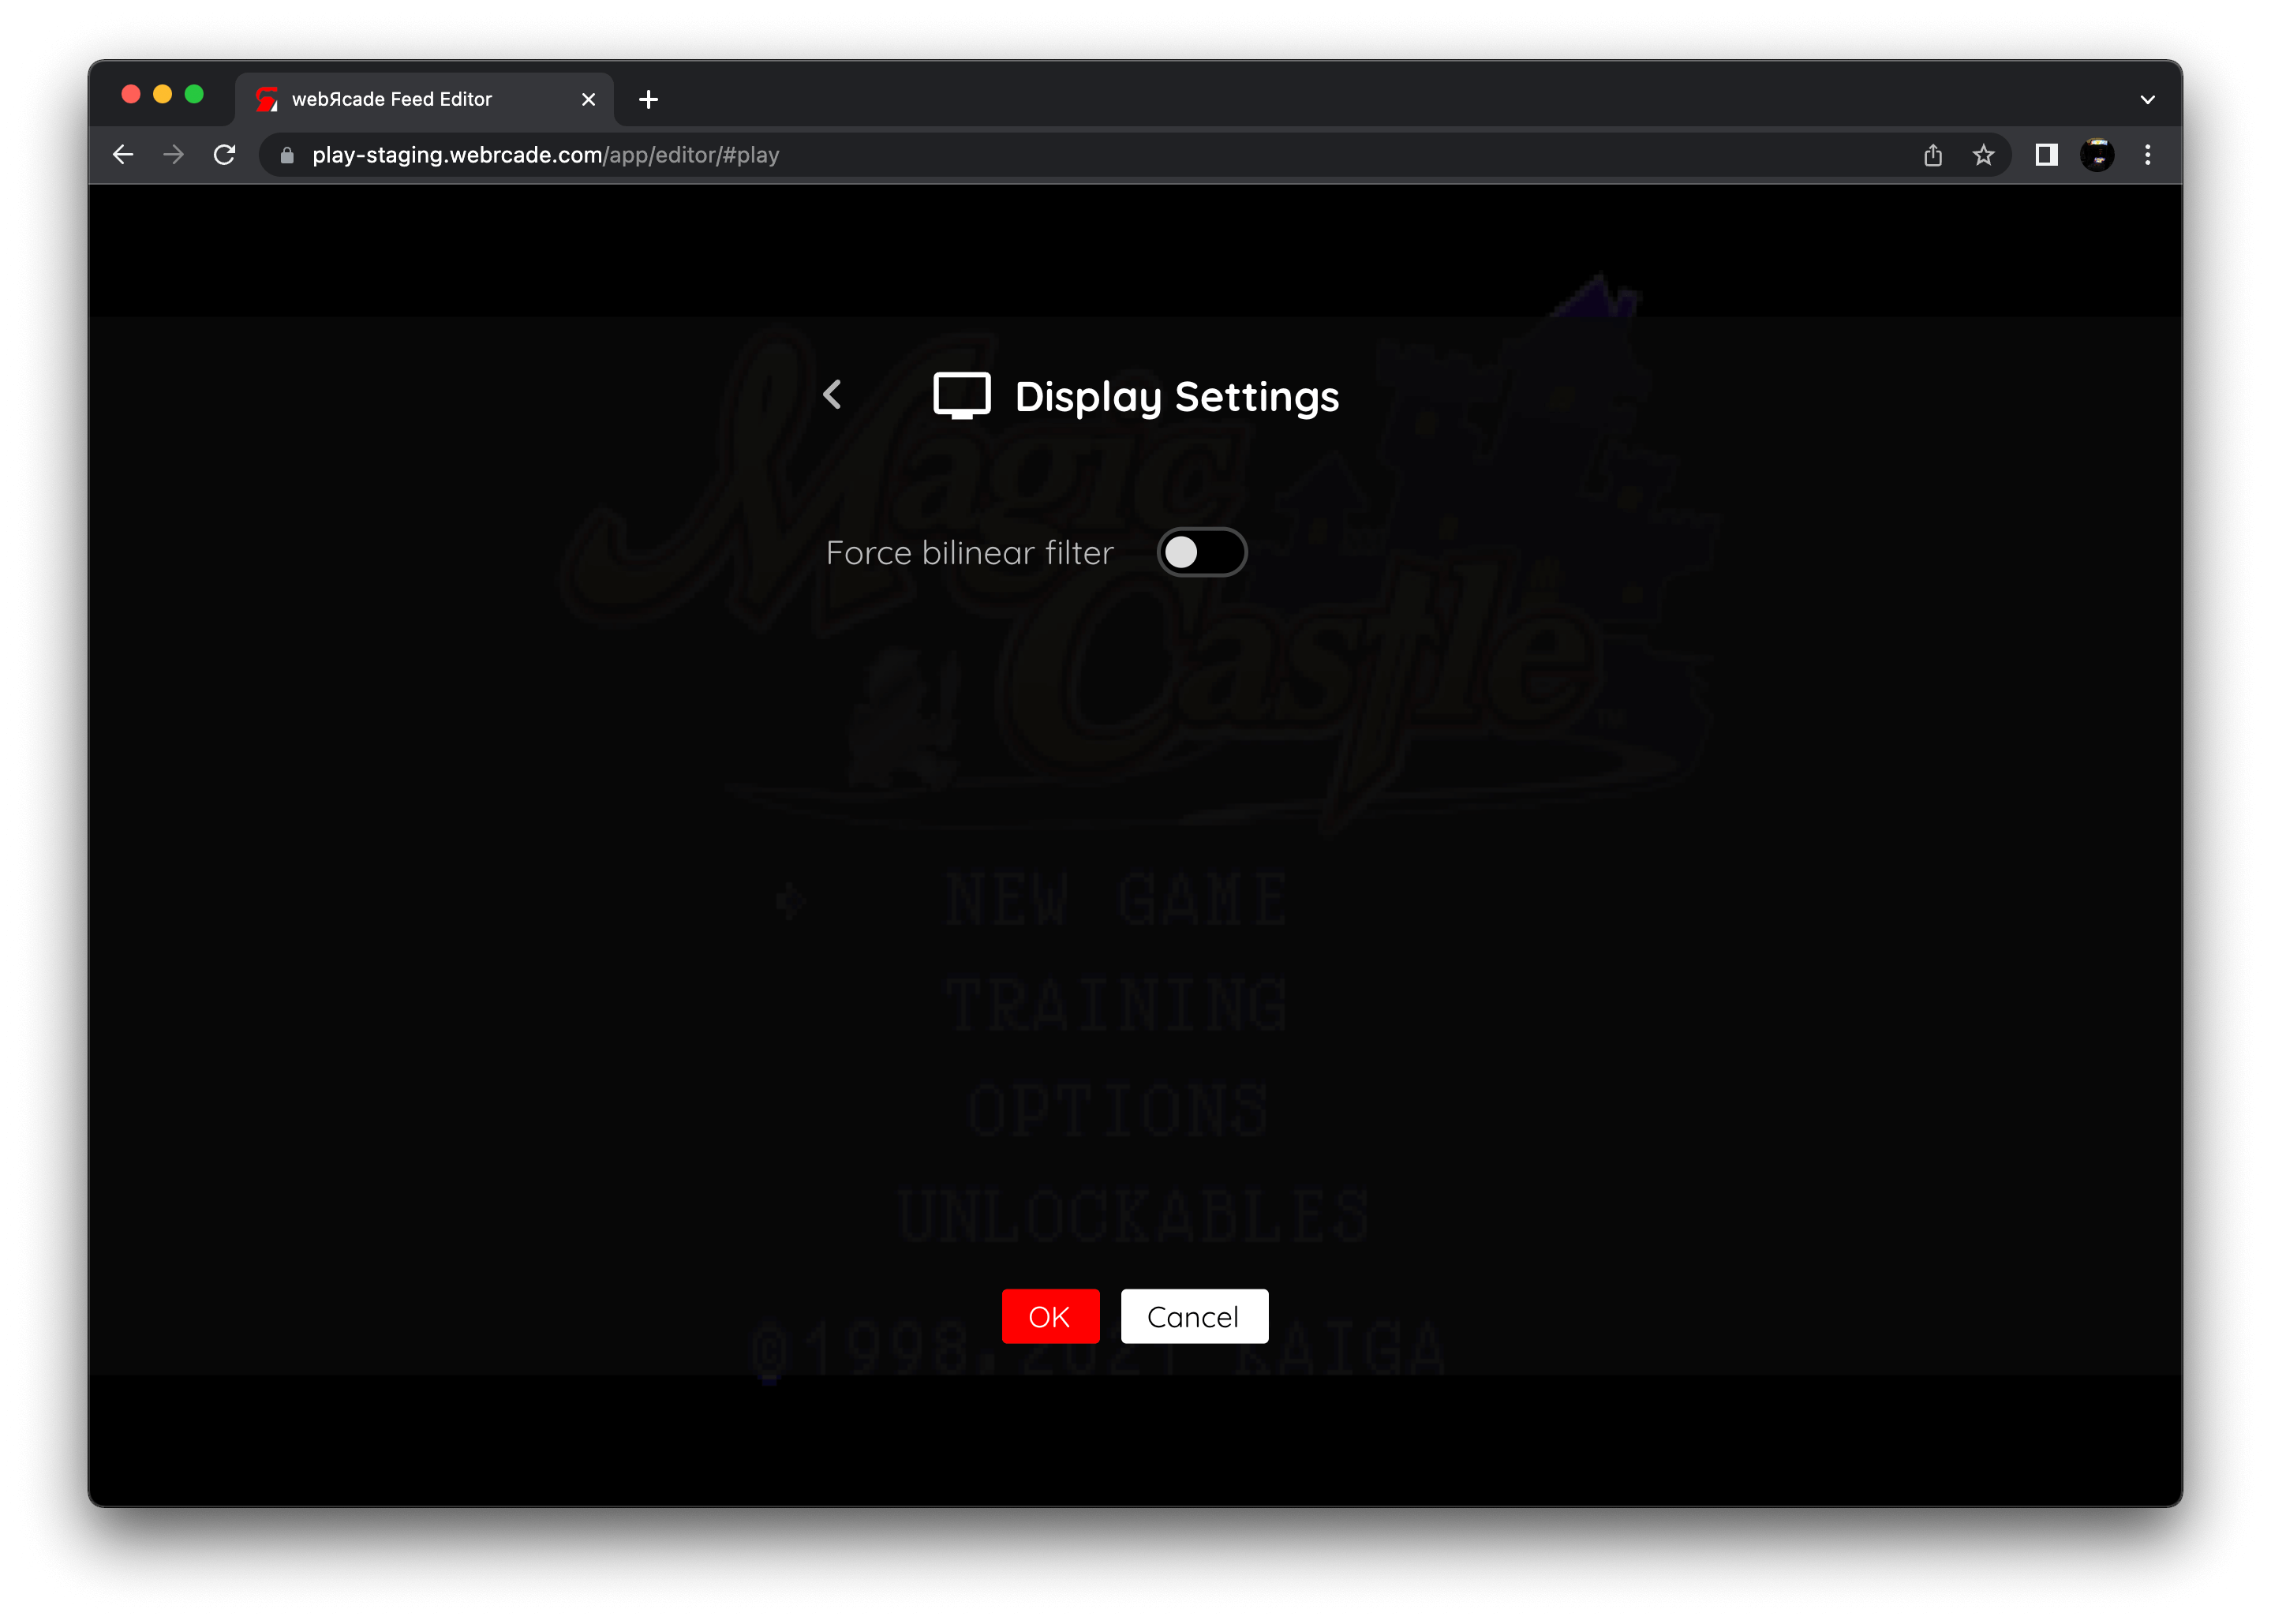 webЯcade Feed Editor
play-staging.webrcade.com/app/editor/#play
Display Settings
Force bilinear filter
Magic
Castle
TM
NEW GAME
TRAINING
OPTIONS
UNLOCKABLES
OK
Cancel
©1998,2021 KAIGA